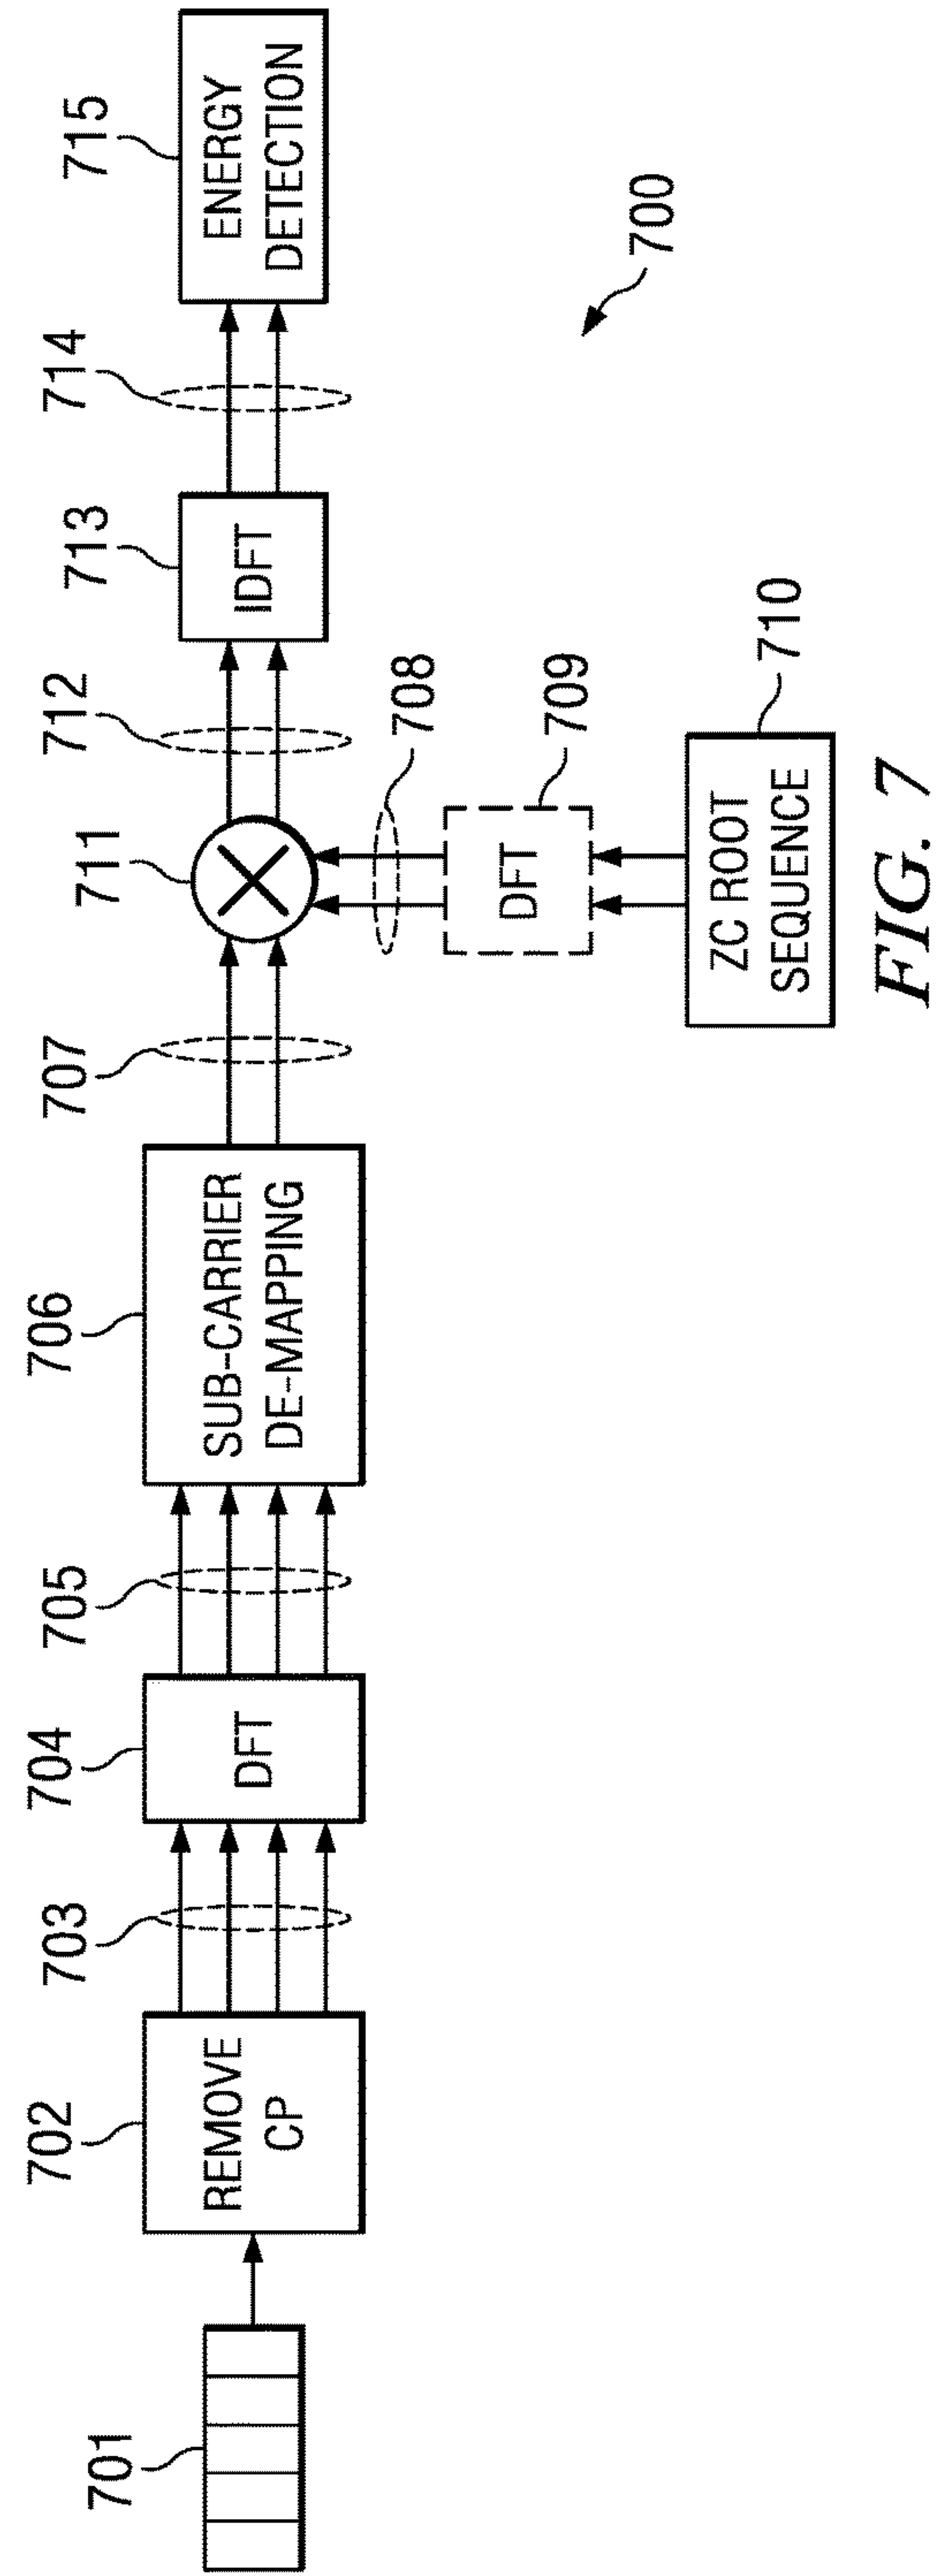 701
702
REMOVE
CP
703
704
DFT
705
706
SUB-CARRIER
DE-MAPPING
707
711
712
713
IDFT
714
715
ENERGY
DETECTION
708
DFT
709
ZC ROOT
SEQUENCE
710
700
FIG. 7